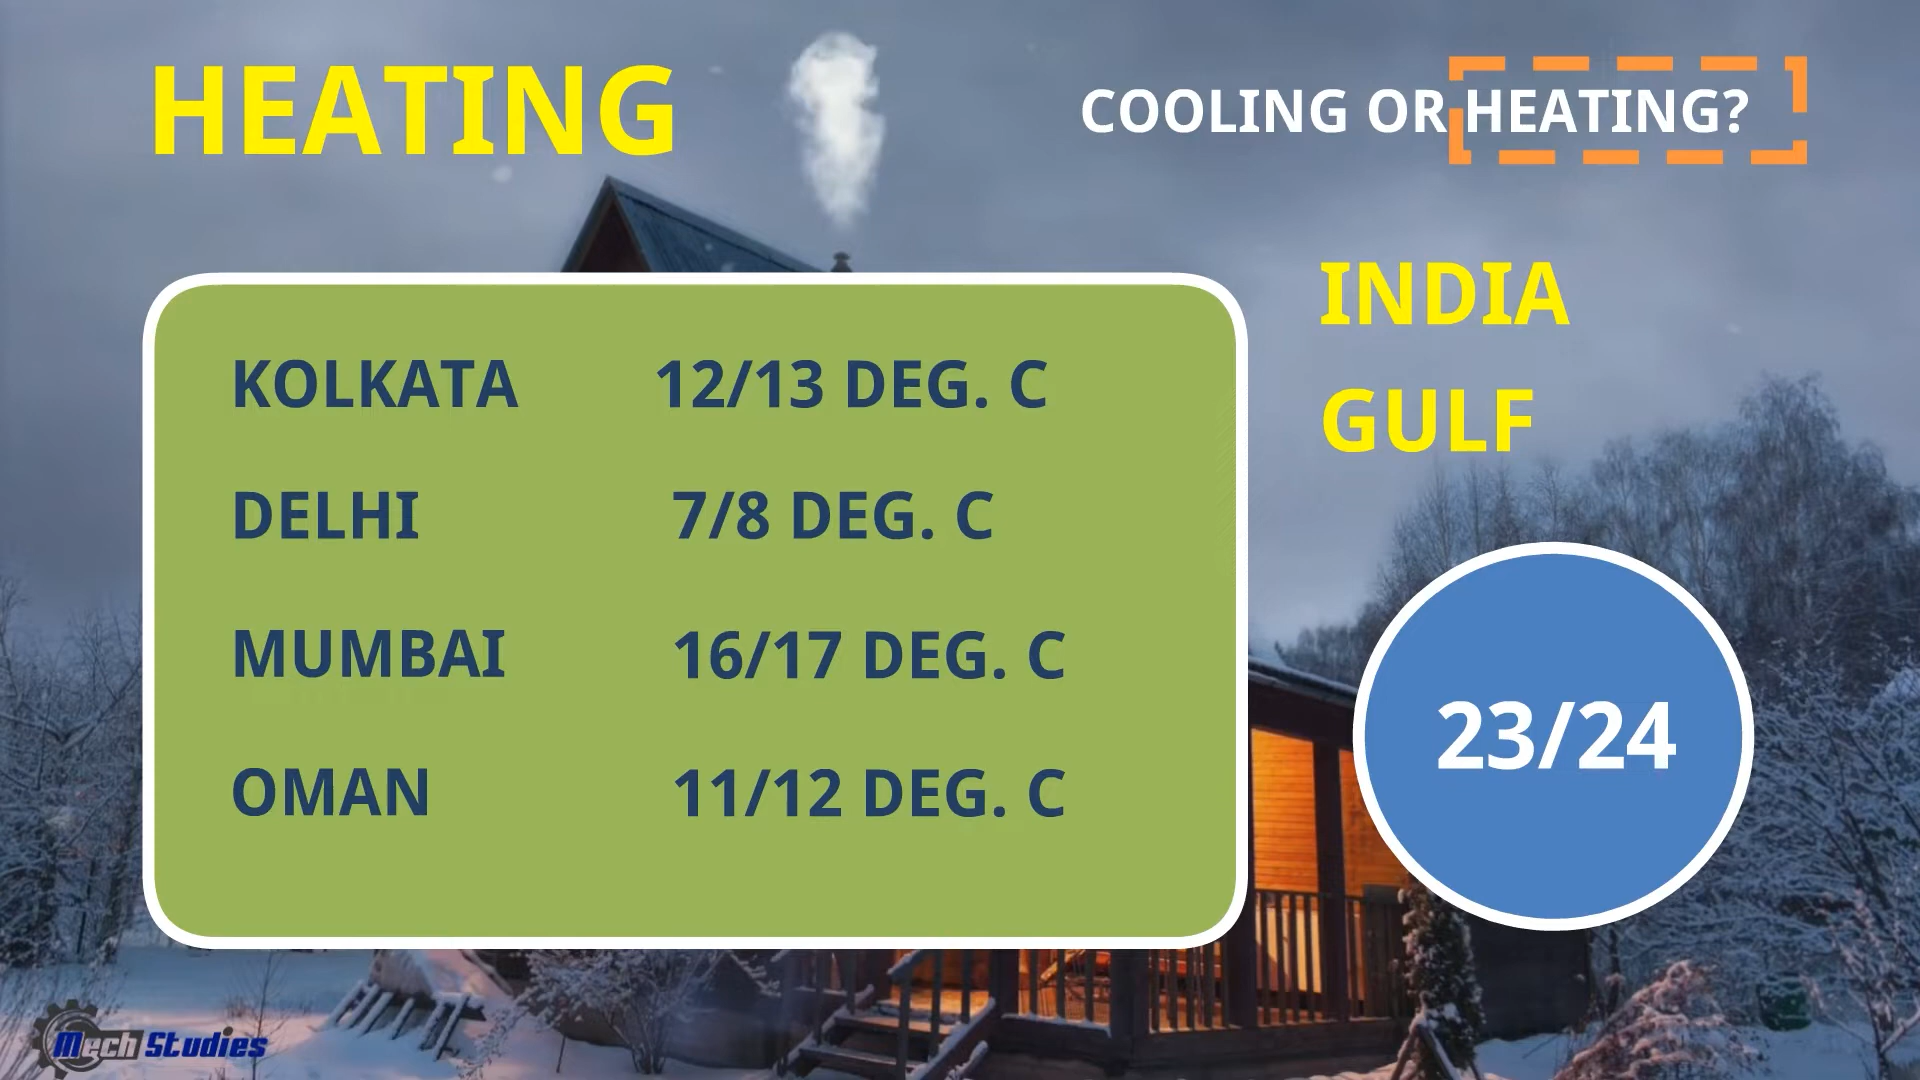 HEATING
COOLING OR HEATING?
INDIA
GULF
KOLKATA 12/13 DEG. C
DELHI 7/8 DEG. C
MUMBAI 16/17 DEG. C
OMAN 11/12 DEG. C
23/24
Mech Studies